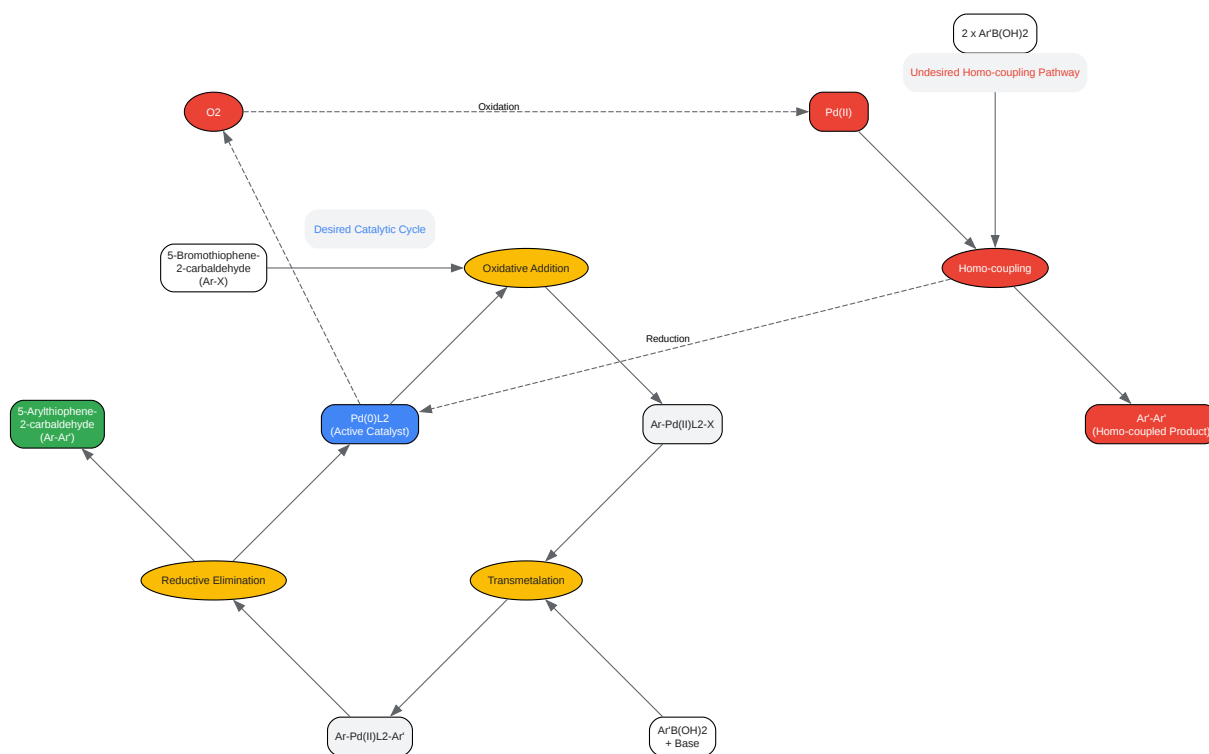 2 x Ar'B(OH)2
Undesired Homo-coupling Pathway
O2
Oxidation
Pd(II)
Desired Catalytic Cycle
5-Bromothiophene-
2-carbaldehyde
(Ar-X)
Oxidative Addition
Homo-coupling
Reduction
5-Arylthiophene-
2-carbaldehyde
(Ar-Ar')
Pd(0)L2
(Active Catalyst)
Ar-Pd(II)L2-X
Ar'-Ar'
(Homo-coupled Product)
Reductive Elimination
Transmetalation
Ar-Pd(II)L2-Ar'
Ar'B(OH)2
+ Base